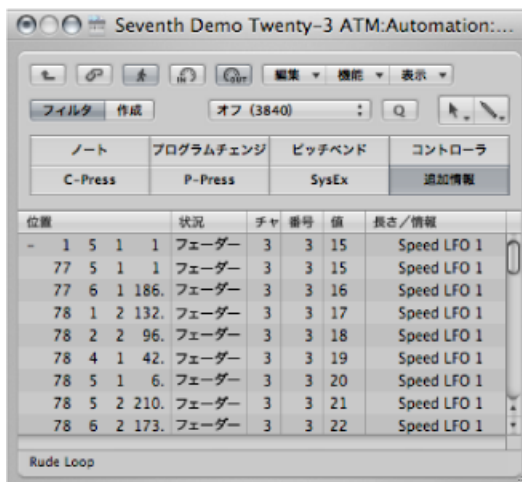 Seventh Demo Twenty-3 ATM:Automation:...
IN OUT 編集 機能 表示
フィルタ 作成 オフ (3840) Q
ノート プログラムチェンジ ピッチベンド コントローラ
C-Press P-Press SysEx 追加情報
位置 状況 チャ 番号 値 長さ/情報
- 1 5 1 1 フェーダー 3 3 15 Speed LFO 1
77 5 1 1 フェーダー 3 3 15 Speed LFO 1
77 6 1 186. フェーダー 3 3 16 Speed LFO 1
78 1 2 132. フェーダー 3 3 17 Speed LFO 1
78 2 2 96. フェーダー 3 3 18 Speed LFO 1
78 4 1 42. フェーダー 3 3 19 Speed LFO 1
78 5 1 6. フェーダー 3 3 20 Speed LFO 1
78 5 2 210. フェーダー 3 3 21 Speed LFO 1
78 6 2 173. フェーダー 3 3 22 Speed LFO 1
Rude Loop